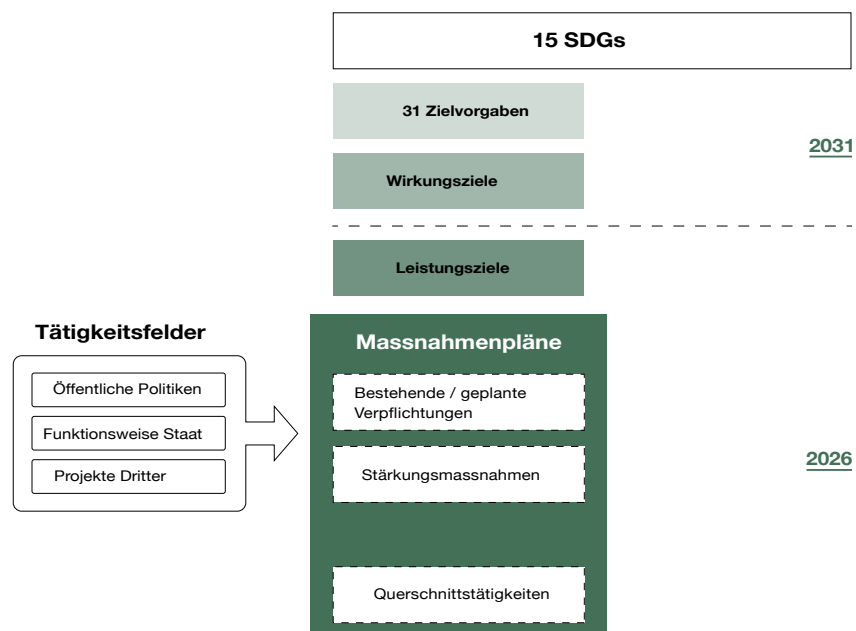 15 SDGs
31 Zielvorgaben
2031
Wirkungsziele
Leistungsziele
Tätigkeitsfelder
Öffentliche Politiken
Funktionsweise Staat
Projekte Dritter
Massnahmenpläne
Bestehende / geplante
Verpflichtungen
Stärkungsmassnahmen
2026
Querschnittstätigkeiten